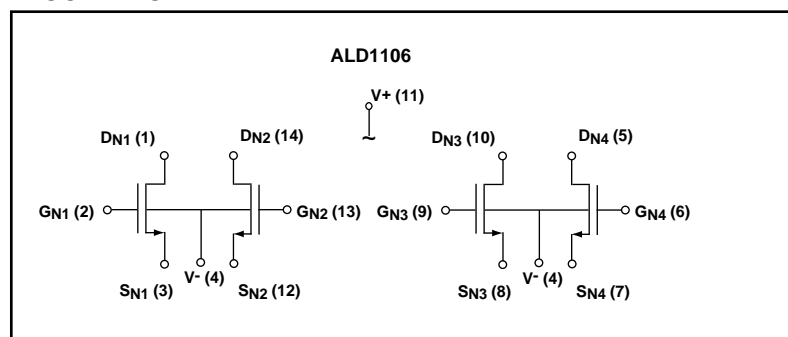 ALD1106
V+ (11)
DN1 (1)
DN2 (14)
DN3 (10)
DN4 (5)
~
GN1 (2)
GN2 (13)
GN3 (9)
GN4 (6)
V- (4)
V- (4)
SN1 (3)
SN2 (12)
SN3 (8)
SN4 (7)